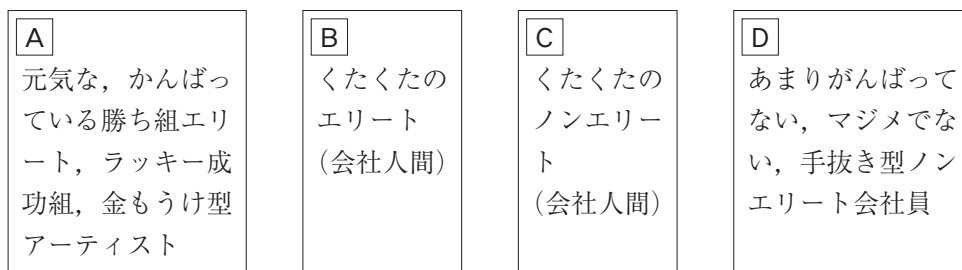 A
元気な，かんばっ
ている勝ち組エリ
ート，ラッキー成
功組，金もうけ型
アーティスト
B
くたくたの
エリート
（会社人間）
C
くたくたの
ノンエリー
ト
（会社人間）
D
あまりがんばって
ない，マジメでな
い，手抜き型ノン
エリート会社員